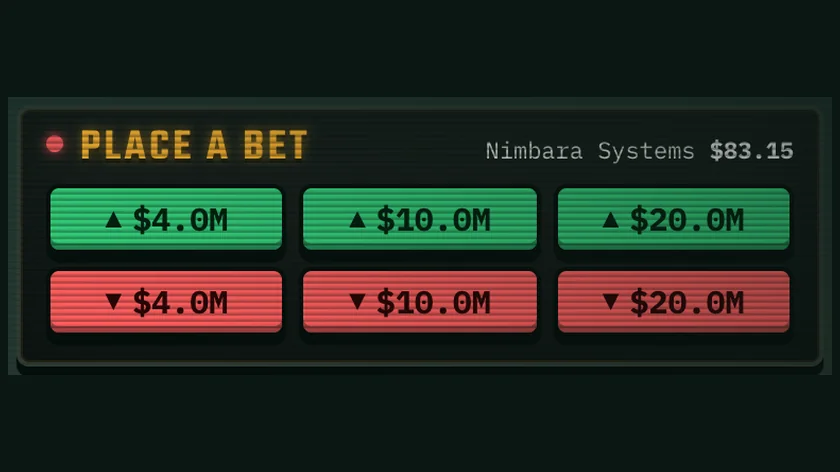 PLACE A BET
Nimbara Systems $83.15
▲ $4.0M ▲ $10.0M ▲ $20.0M
▼ $4.0M ▼ $10.0M ▼ $20.0M